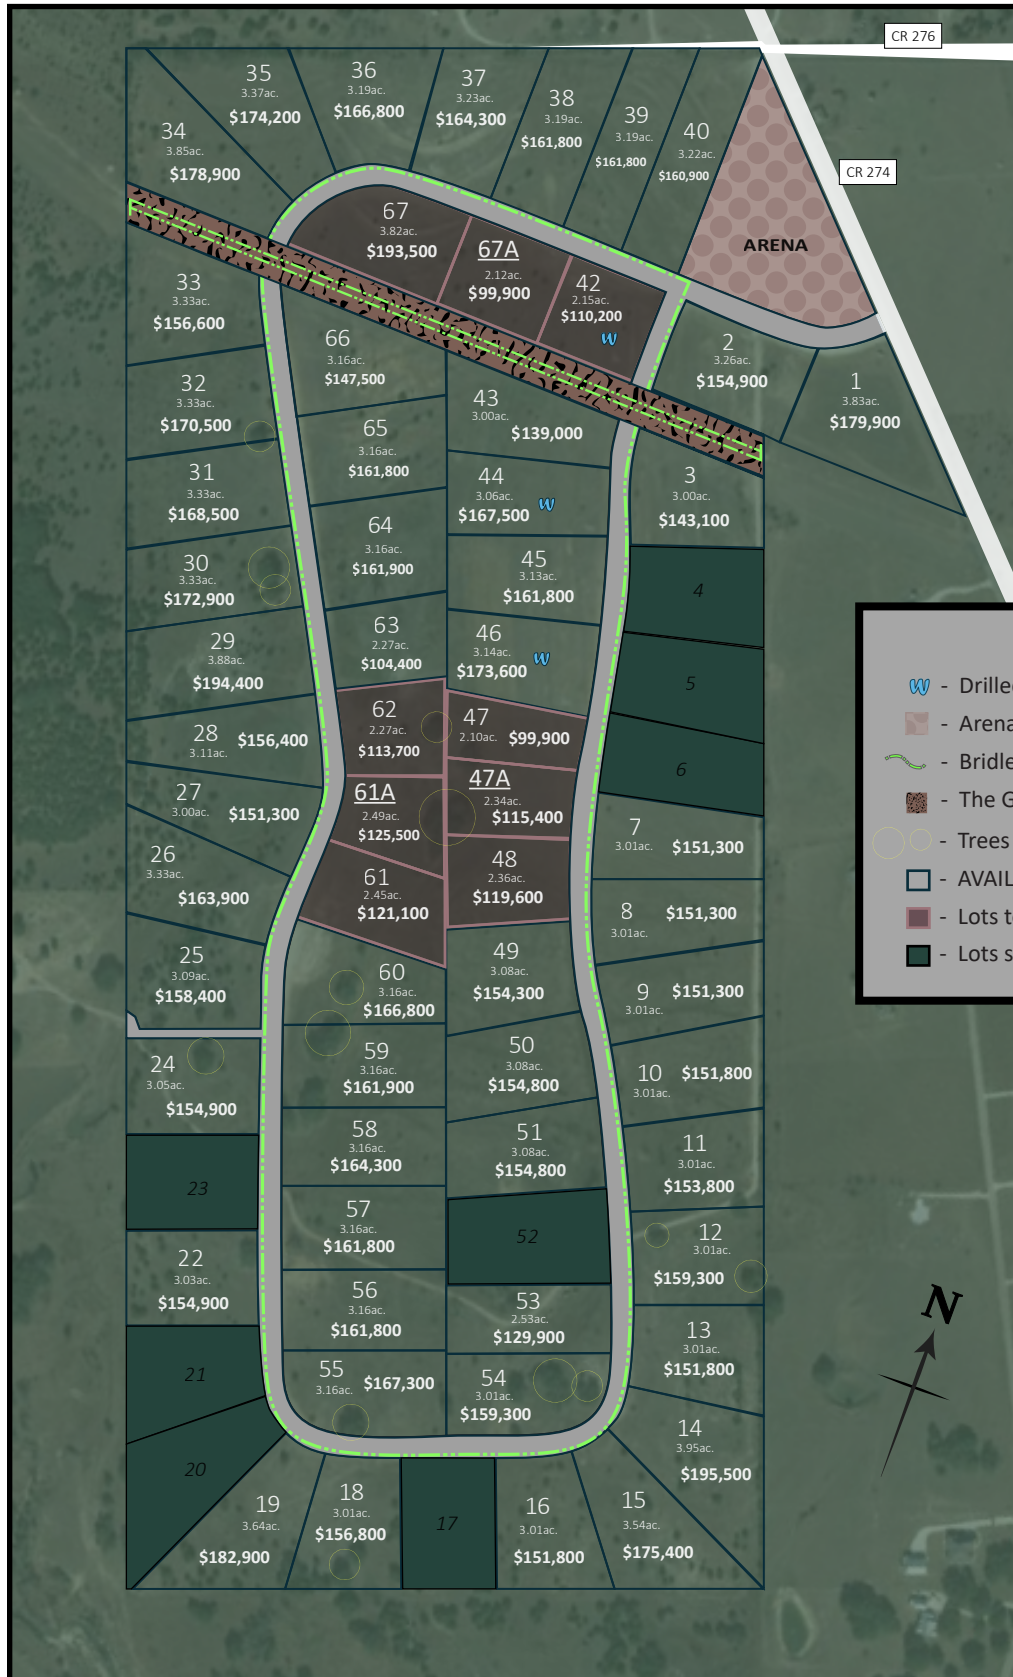 CR 276
CR 274
35
3.37ac.
$174,200
36
3.19ac.
$166,800
37
3.23ac.
$164,300
38
3.19ac.
$161,800
39
3.19ac.
$161,800
40
3.22ac.
$160,900
34
3.85ac.
$178,900
ARENA
67
3.82ac.
$193,500
67A
2.12ac.
$99,900
42
2.15ac.
$110,200
W
33
3.33ac.
$156,600
66
3.16ac.
$147,500
2
3.26ac.
$154,900
1
3.83ac.
$179,900
32
3.33ac.
$170,500
65
3.16ac.
$161,800
43
3.00ac.
$139,000
31
3.33ac.
$168,500
44
3.06ac.
$167,500
W
3
3.00ac.
$143,100
64
3.16ac.
$161,900
30
3.33ac.
$172,900
45
3.13ac.
$161,800
4
29
3.88ac.
$194,400
63
2.27ac.
$104,400
46
3.14ac.
$173,600
W
5
28
3.11ac.
$156,400
62
2.27ac.
$113,700
47
2.10ac.
$99,900
6
27
3.00ac.
$151,300
61A
2.49ac.
$125,500
47A
2.34ac.
$115,400
7
3.01ac.
$151,300
26
3.33ac.
$163,900
61
2.45ac.
$121,100
48
2.36ac.
$119,600
8
3.01ac.
$151,300
25
3.09ac.
$158,400
60
3.16ac.
$166,800
49
3.08ac.
$154,300
9
3.01ac.
$151,300
24
3.05ac.
$154,900
59
3.16ac.
$161,900
50
3.08ac.
$154,800
10
3.01ac.
$151,800
58
3.16ac.
$164,300
51
3.08ac.
$154,800
11
3.01ac.
$153,800
23
57
3.16ac.
$161,800
52
12
3.01ac.
$159,300
22
3.03ac.
$154,900
56
3.16ac.
$161,800
53
2.53ac.
$129,900
13
3.01ac.
$151,800
21
55
3.16ac.
$167,300
54
3.01ac.
$159,300
14
3.95ac.
$195,500
20
19
3.64ac.
$182,900
18
3.01ac.
$156,800
17
16
3.01ac.
$151,800
15
3.54ac.
$175,400
W - Drille
- Arena
- Bridle
- The G
- Trees
- AVAIL
- Lots t
- Lots s
N